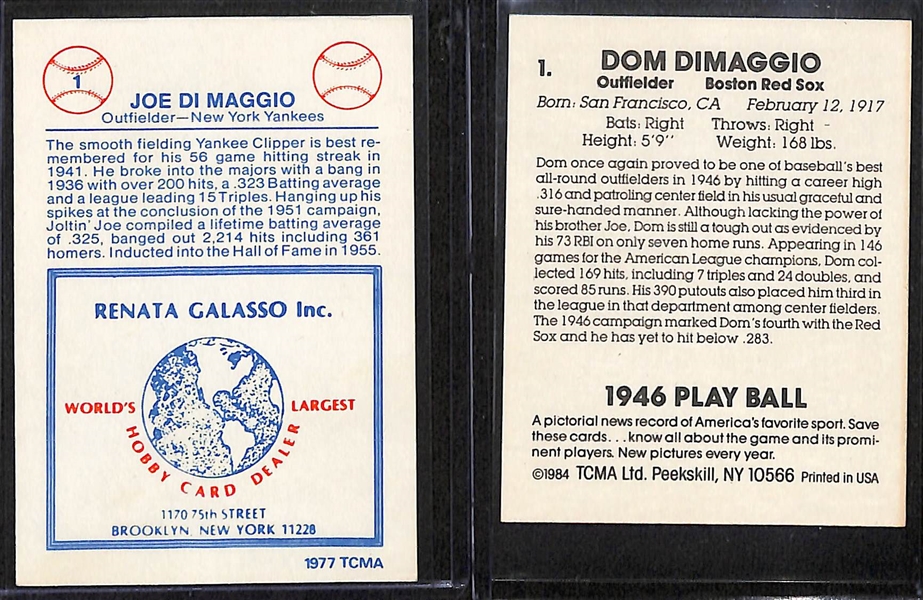 1
JOE DI MAGGIO
Outfielder—New York Yankees
The smooth fielding Yankee Clipper is best re-
membered for his 56 game hitting streak in
1941. He broke into the majors with a bang in
1936 with over 200 hits, a .323 Batting average
and a league leading 15 Triples. Hanging up his
spikes at the conclusion of the 1951 campaign,
Joltin' Joe compiled a lifetime batting average
of .325, banged out 2,214 hits including 361
homers. Inducted into the Hall of Fame in 1955.
RENATA GALASSO Inc.
WORLD'S LARGEST
HOBBY CARD DEALER
1170 75th STREET
BROOKLYN, NEW YORK 11228
1977 TCMA
1. DOM DIMAGGIO
Outfielder Boston Red Sox
Born: San Francisco, CA February 12, 1917
Bats: Right Throws: Right -
Height: 5'9" Weight: 168 lbs.
Dom once again proved to be one of baseball's best
all-round outfielders in 1946 by hitting a career high
.316 and patroling center field in his usual graceful and
sure-handed manner. Although lacking the power of
his brother Joe, Dom is still a tough out as evidenced by
his 73 RBI on only seven home runs. Appearing in 146
games for the American League champions, Dom col-
lected 169 hits, including 7 triples and 24 doubles, and
scored 85 runs. His 390 putouts also placed him third in
the league in that department among center fielders.
The 1946 campaign marked Dom's fourth with the Red
Sox and he has yet to hit below .283.
1946 PLAY BALL
A pictorial news record of America's favorite sport. Save
these cards. . .know all about the game and its promi-
nent players. New pictures every year.
©1984 TCMA Ltd. Peekskill, NY 10566 Printed in USA